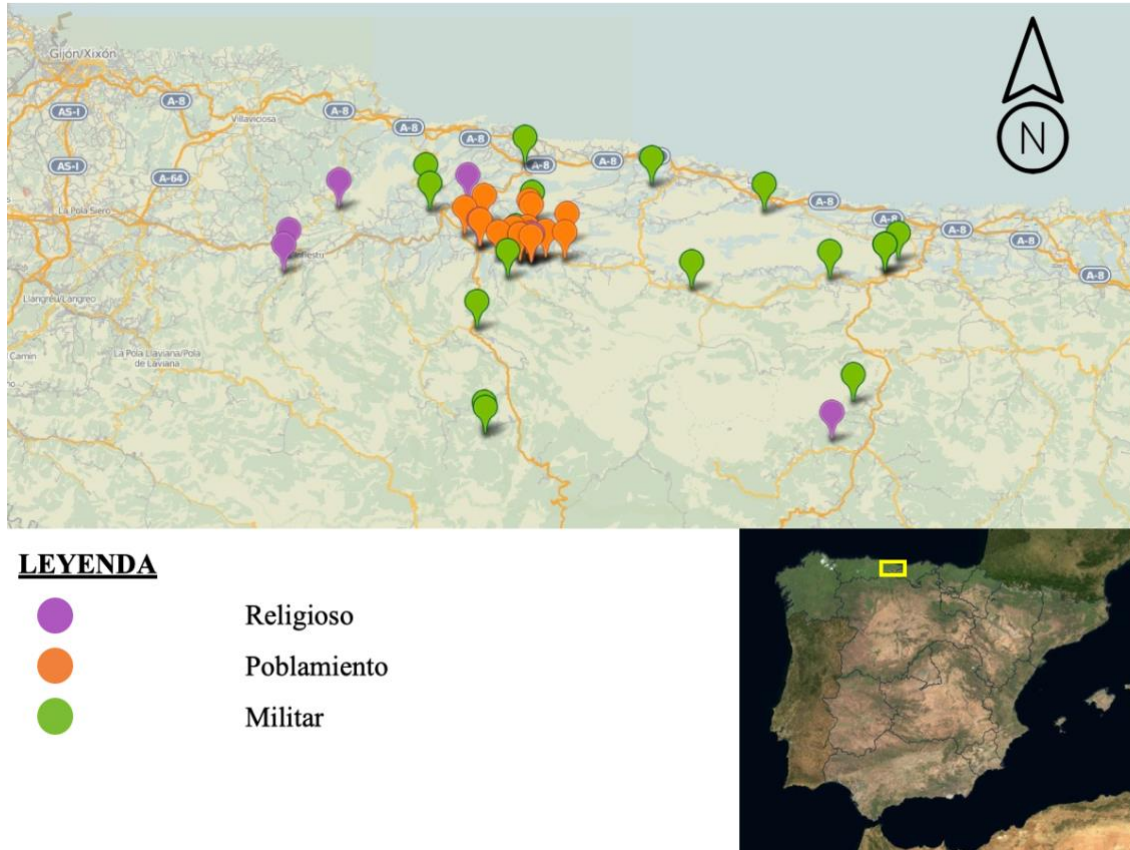 Gijón/Xixón
A-8
AS-I
A-8
Villaviciosa
A-8
A-8
A-8
A-8
A-8
AS-I
A-64
A-8
La Pola Siero
A-8
A-8
A-8
Llangréu/Langreo
Camín
La Pola Llaviana/Pola
de Laviana
N
LEYENDA
Religioso
Poblamiento
Militar